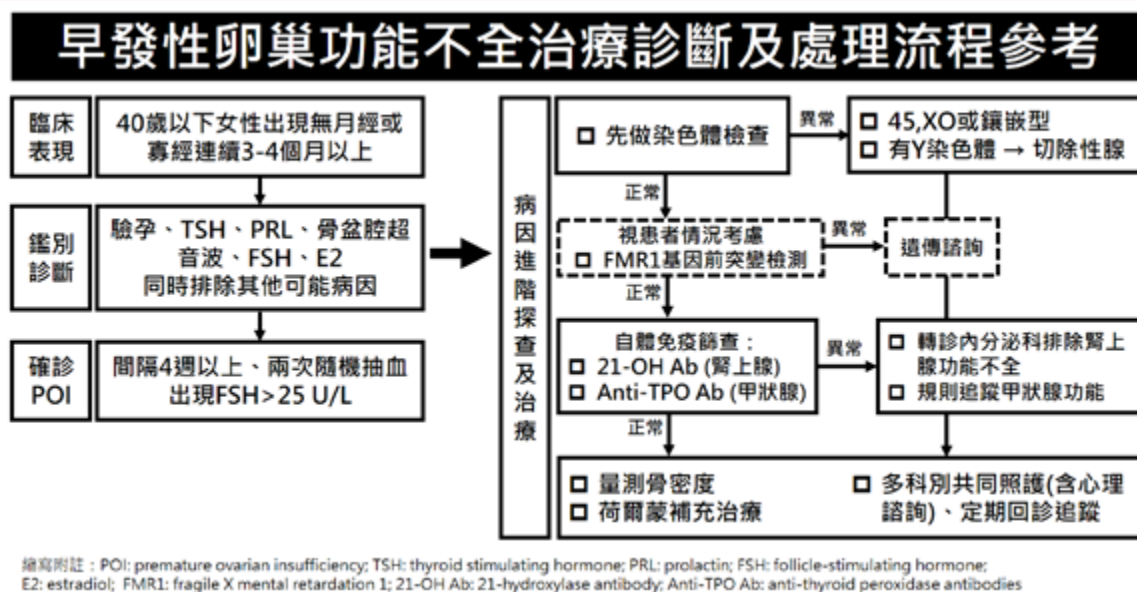 早發性卵巢功能不全治療診斷及處理流程參考
臨床
表現
40歲以下女性出現無月經或
寡經連續3-4個月以上
鑑別
診斷
驗孕、TSH、PRL、骨盆腔超
音波、FSH、E2
同時排除其他可能病因
確診
POI
間隔4週以上、兩次隨機抽血
出現FSH>25 U/L
病因進階探查及治療
先做染色體檢查
異常
45,XO或鑲嵌型
有Y染色體 → 切除性腺
正常
視患者情況考慮
FMR1基因前突變檢測
異常
遺傳諮詢
正常
自體免疫篩查：
21-OH Ab (腎上腺)
Anti-TPO Ab (甲狀腺)
異常
轉診內分泌科排除腎上
腺功能不全
規則追蹤甲狀腺功能
正常
量測骨密度
荷爾蒙補充治療
多科別共同照護(含心理
諮詢)、定期回診追蹤
縮寫附註：POI: premature ovarian insufficiency; TSH: thyroid stimulating hormone; PRL: prolactin; FSH: follicle-stimulating hormone;
E2: estradiol; FMR1: fragile X mental retardation 1; 21-OH Ab: 21-hydroxylase antibody; Anti-TPO Ab: anti-thyroid peroxidase antibodies